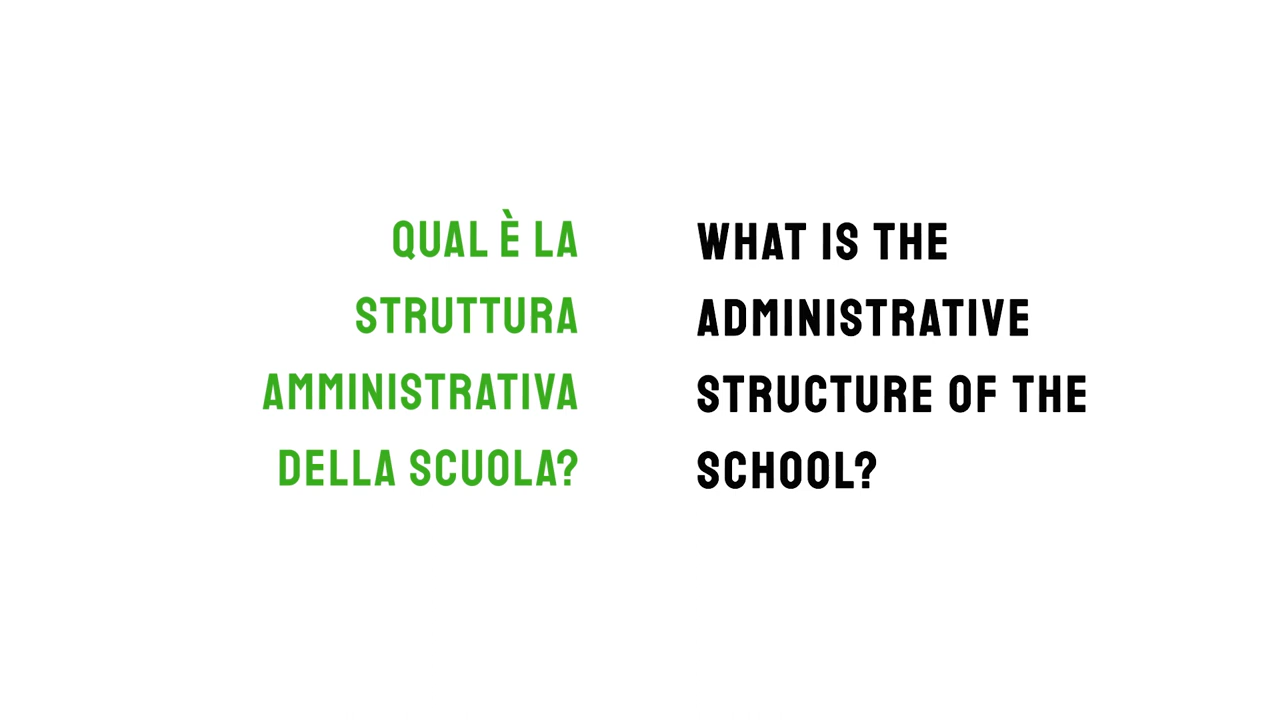 QUAL È LA
STRUTTURA
AMMINISTRATIVA
DELLA SCUOLA?
WHAT IS THE
ADMINISTRATIVE
STRUCTURE OF THE
SCHOOL?